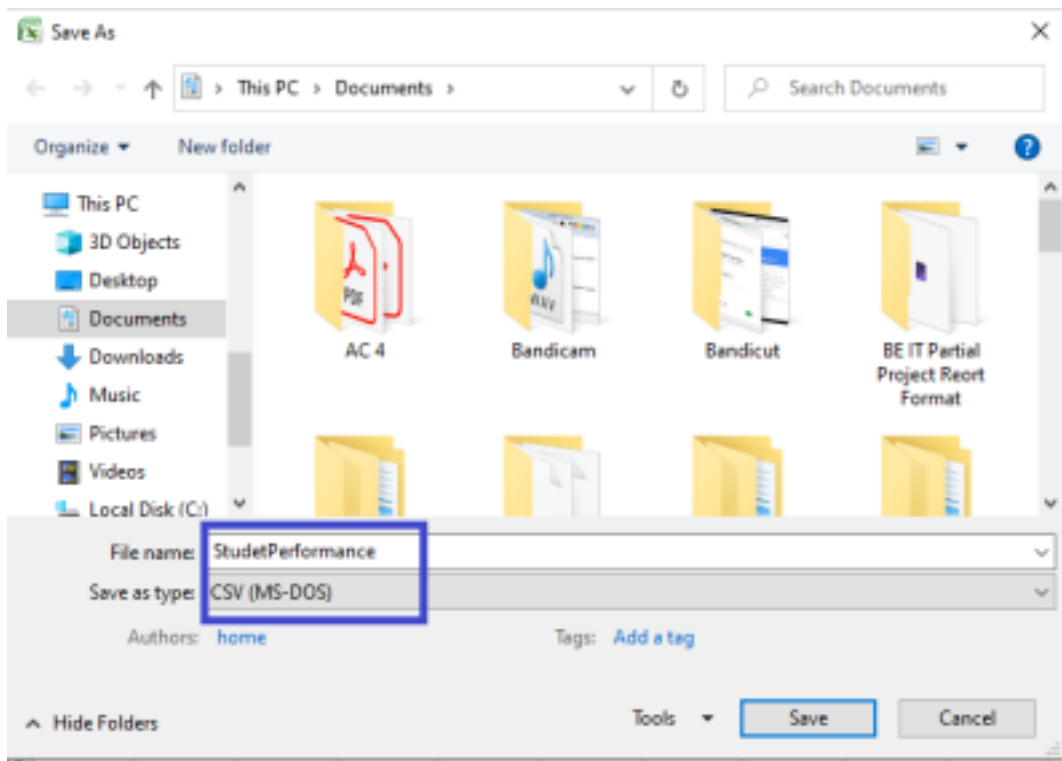 Save As
This PC > Documents >
Search Documents
Organize
New folder
This PC
3D Objects
Desktop
Documents
Downloads
Music
Pictures
Videos
Local Disk (C:)
PDF
WAV
AC 4
Bandicam
Bandicut
BE IT Partial
Project Reort
Format
File name: StudetPerformance
Save as type: CSV (MS-DOS)
Authors: home
Tags: Add a tag
Hide Folders
Tools
Save
Cancel